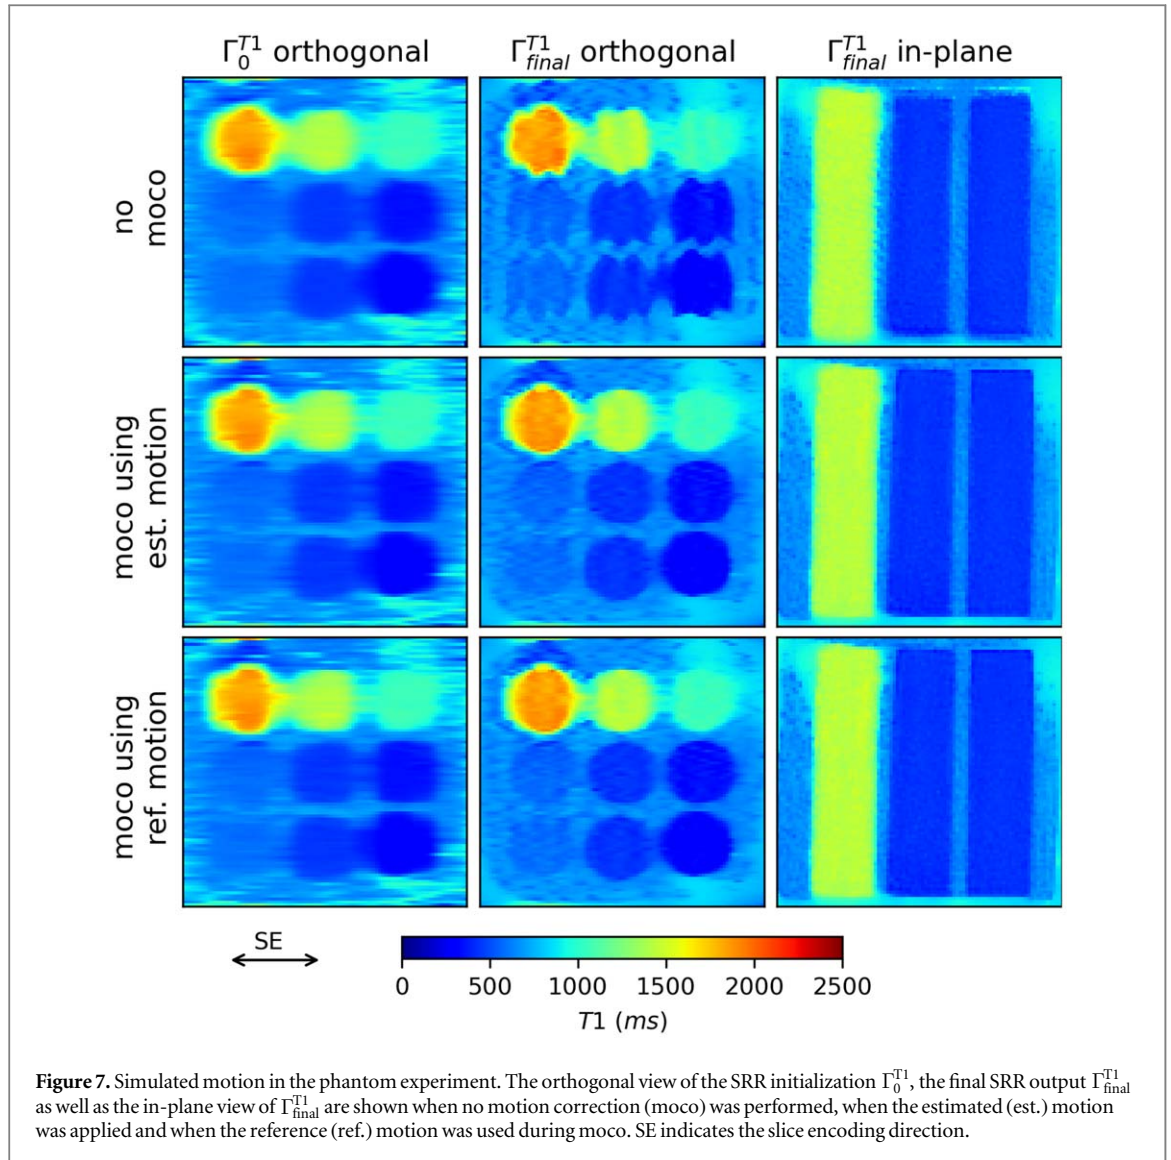 Γ₀ᵀ¹ orthogonal
Γᵀ¹_final orthogonal
Γᵀ¹_final in-plane
no
moco
moco using
est. motion
moco using
ref. motion
SE
0 500 1000 1500 2000 2500
T1 (ms)
Figure 7. Simulated motion in the phantom experiment. The orthogonal view of the SRR initialization Γ₀ᵀ¹, the final SRR output Γᵀ¹_final
as well as the in-plane view of Γᵀ¹_final are shown when no motion correction (moco) was performed, when the estimated (est.) motion
was applied and when the reference (ref.) motion was used during moco. SE indicates the slice encoding direction.